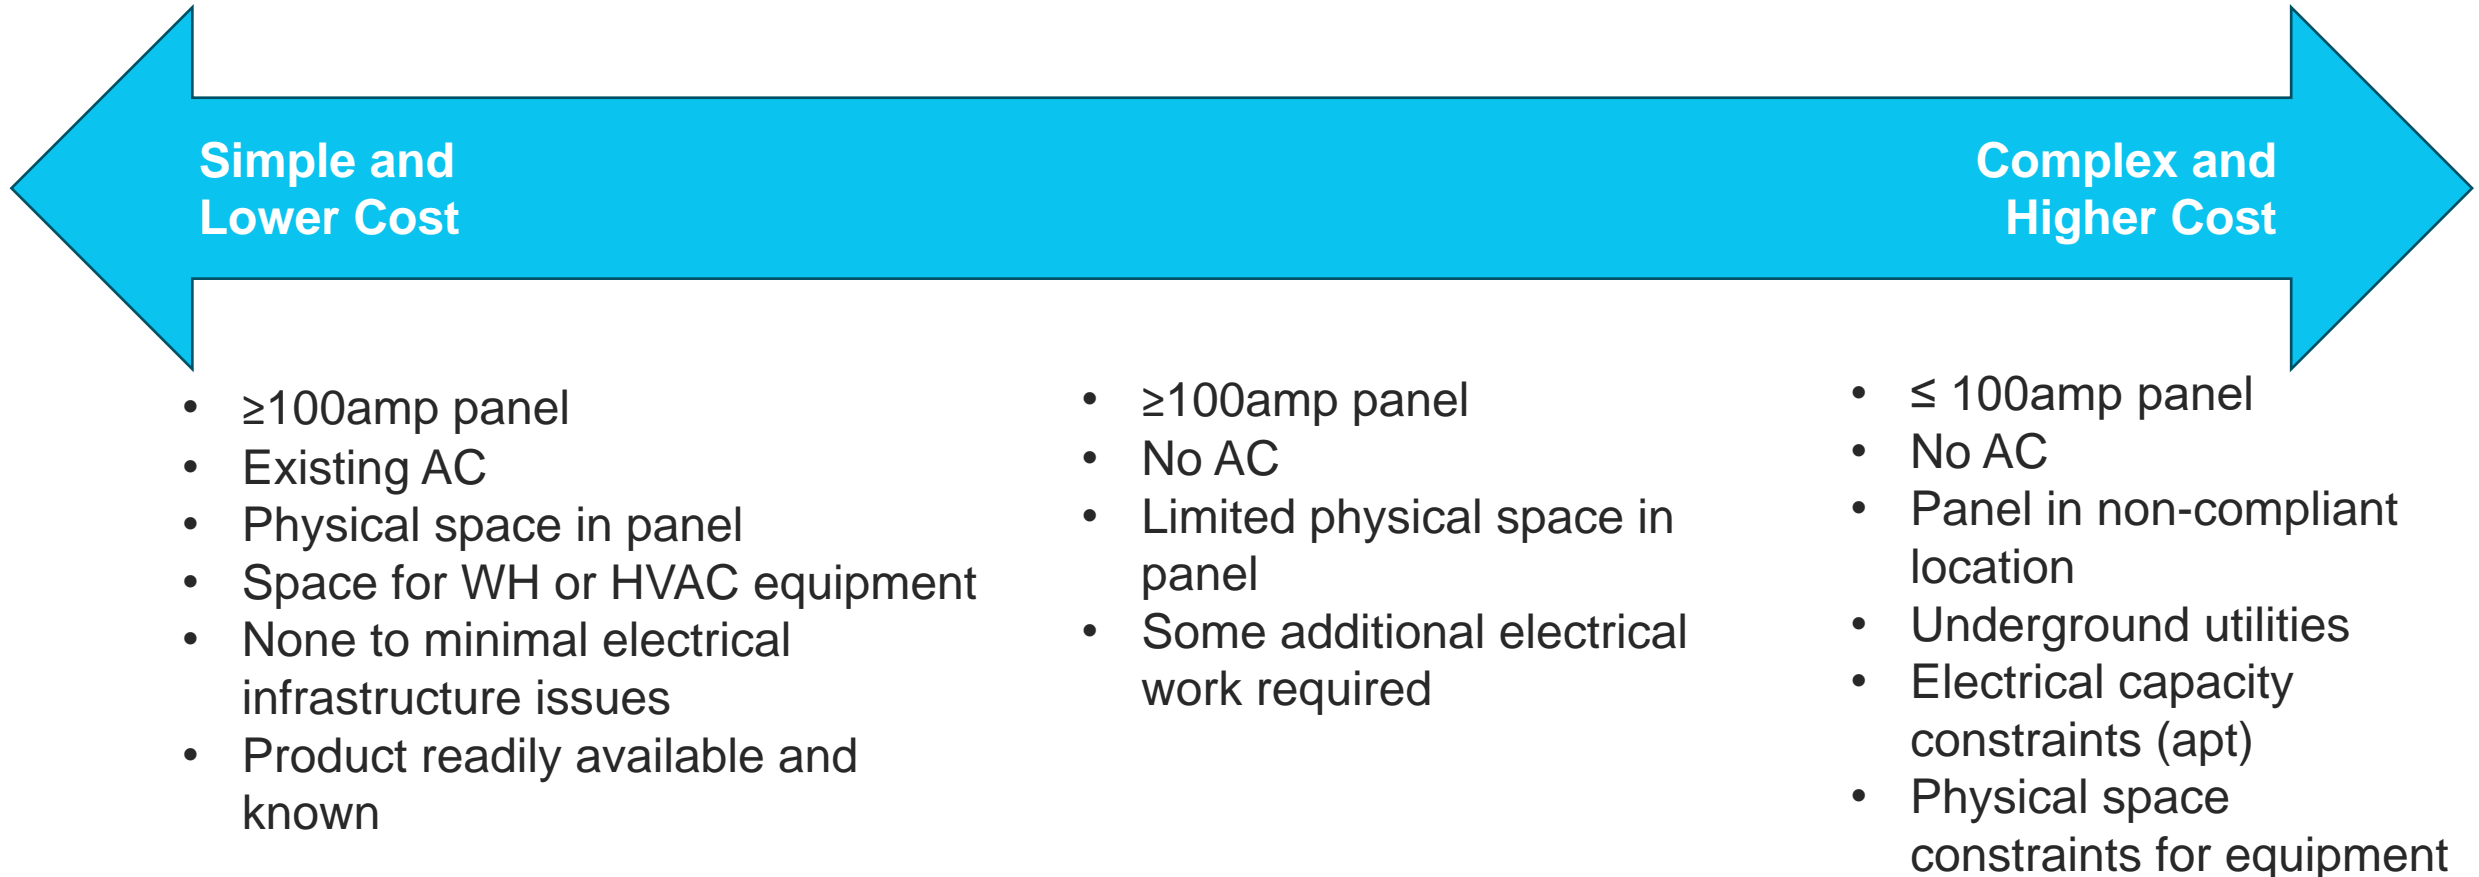 Simple and
Lower Cost
Complex and
Higher Cost
• ≥100amp panel
• Existing AC
• Physical space in panel
• Space for WH or HVAC equipment
• None to minimal electrical
infrastructure issues
• Product readily available and
known
• ≥100amp panel
• No AC
• Limited physical space in
panel
• Some additional electrical
work required
• ≤ 100amp panel
• No AC
• Panel in non-compliant
location
• Underground utilities
• Electrical capacity
constraints (apt)
• Physical space
constraints for equipment